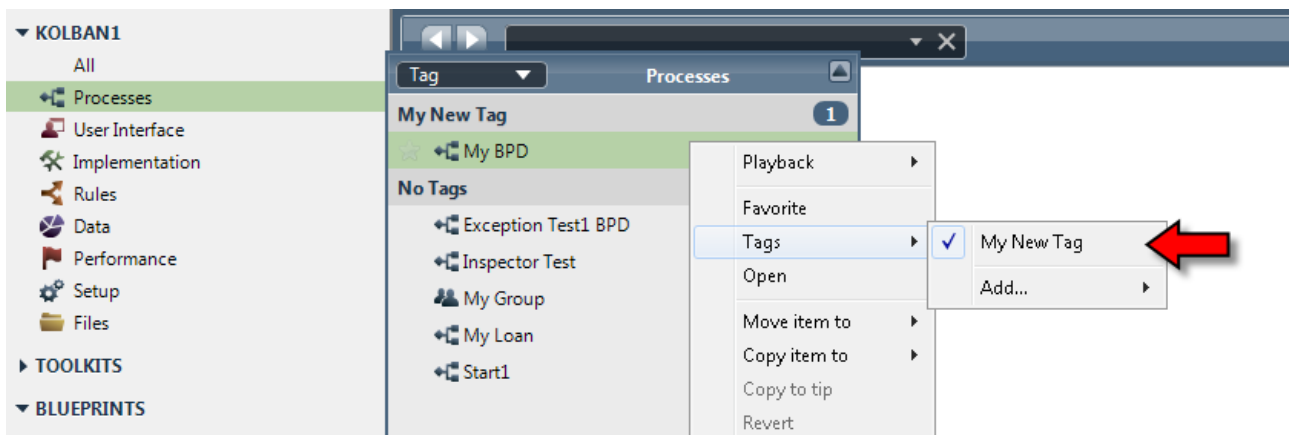 KOLBAN1
All
Processes
User Interface
Implementation
Rules
Data
Performance
Setup
Files
TOOLKITS
BLUEPRINTS
Tag
Processes
My New Tag
1
My BPD
No Tags
Exception Test1 BPD
Inspector Test
My Group
My Loan
Start1
Playback
Favorite
Tags
Open
Move item to
Copy item to
Copy to tip
Revert
My New Tag
Add...